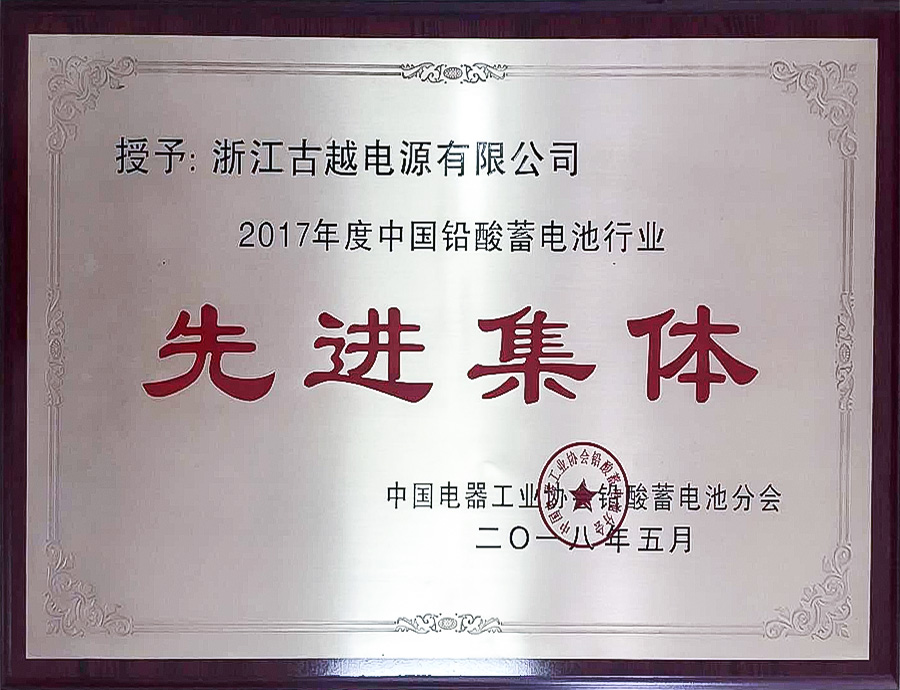 授予: 浙江古越电源有限公司
2017年度中国铅酸蓄电池行业
先进集体
中国电器工业协会铅酸蓄电池分会
二〇一八年五月